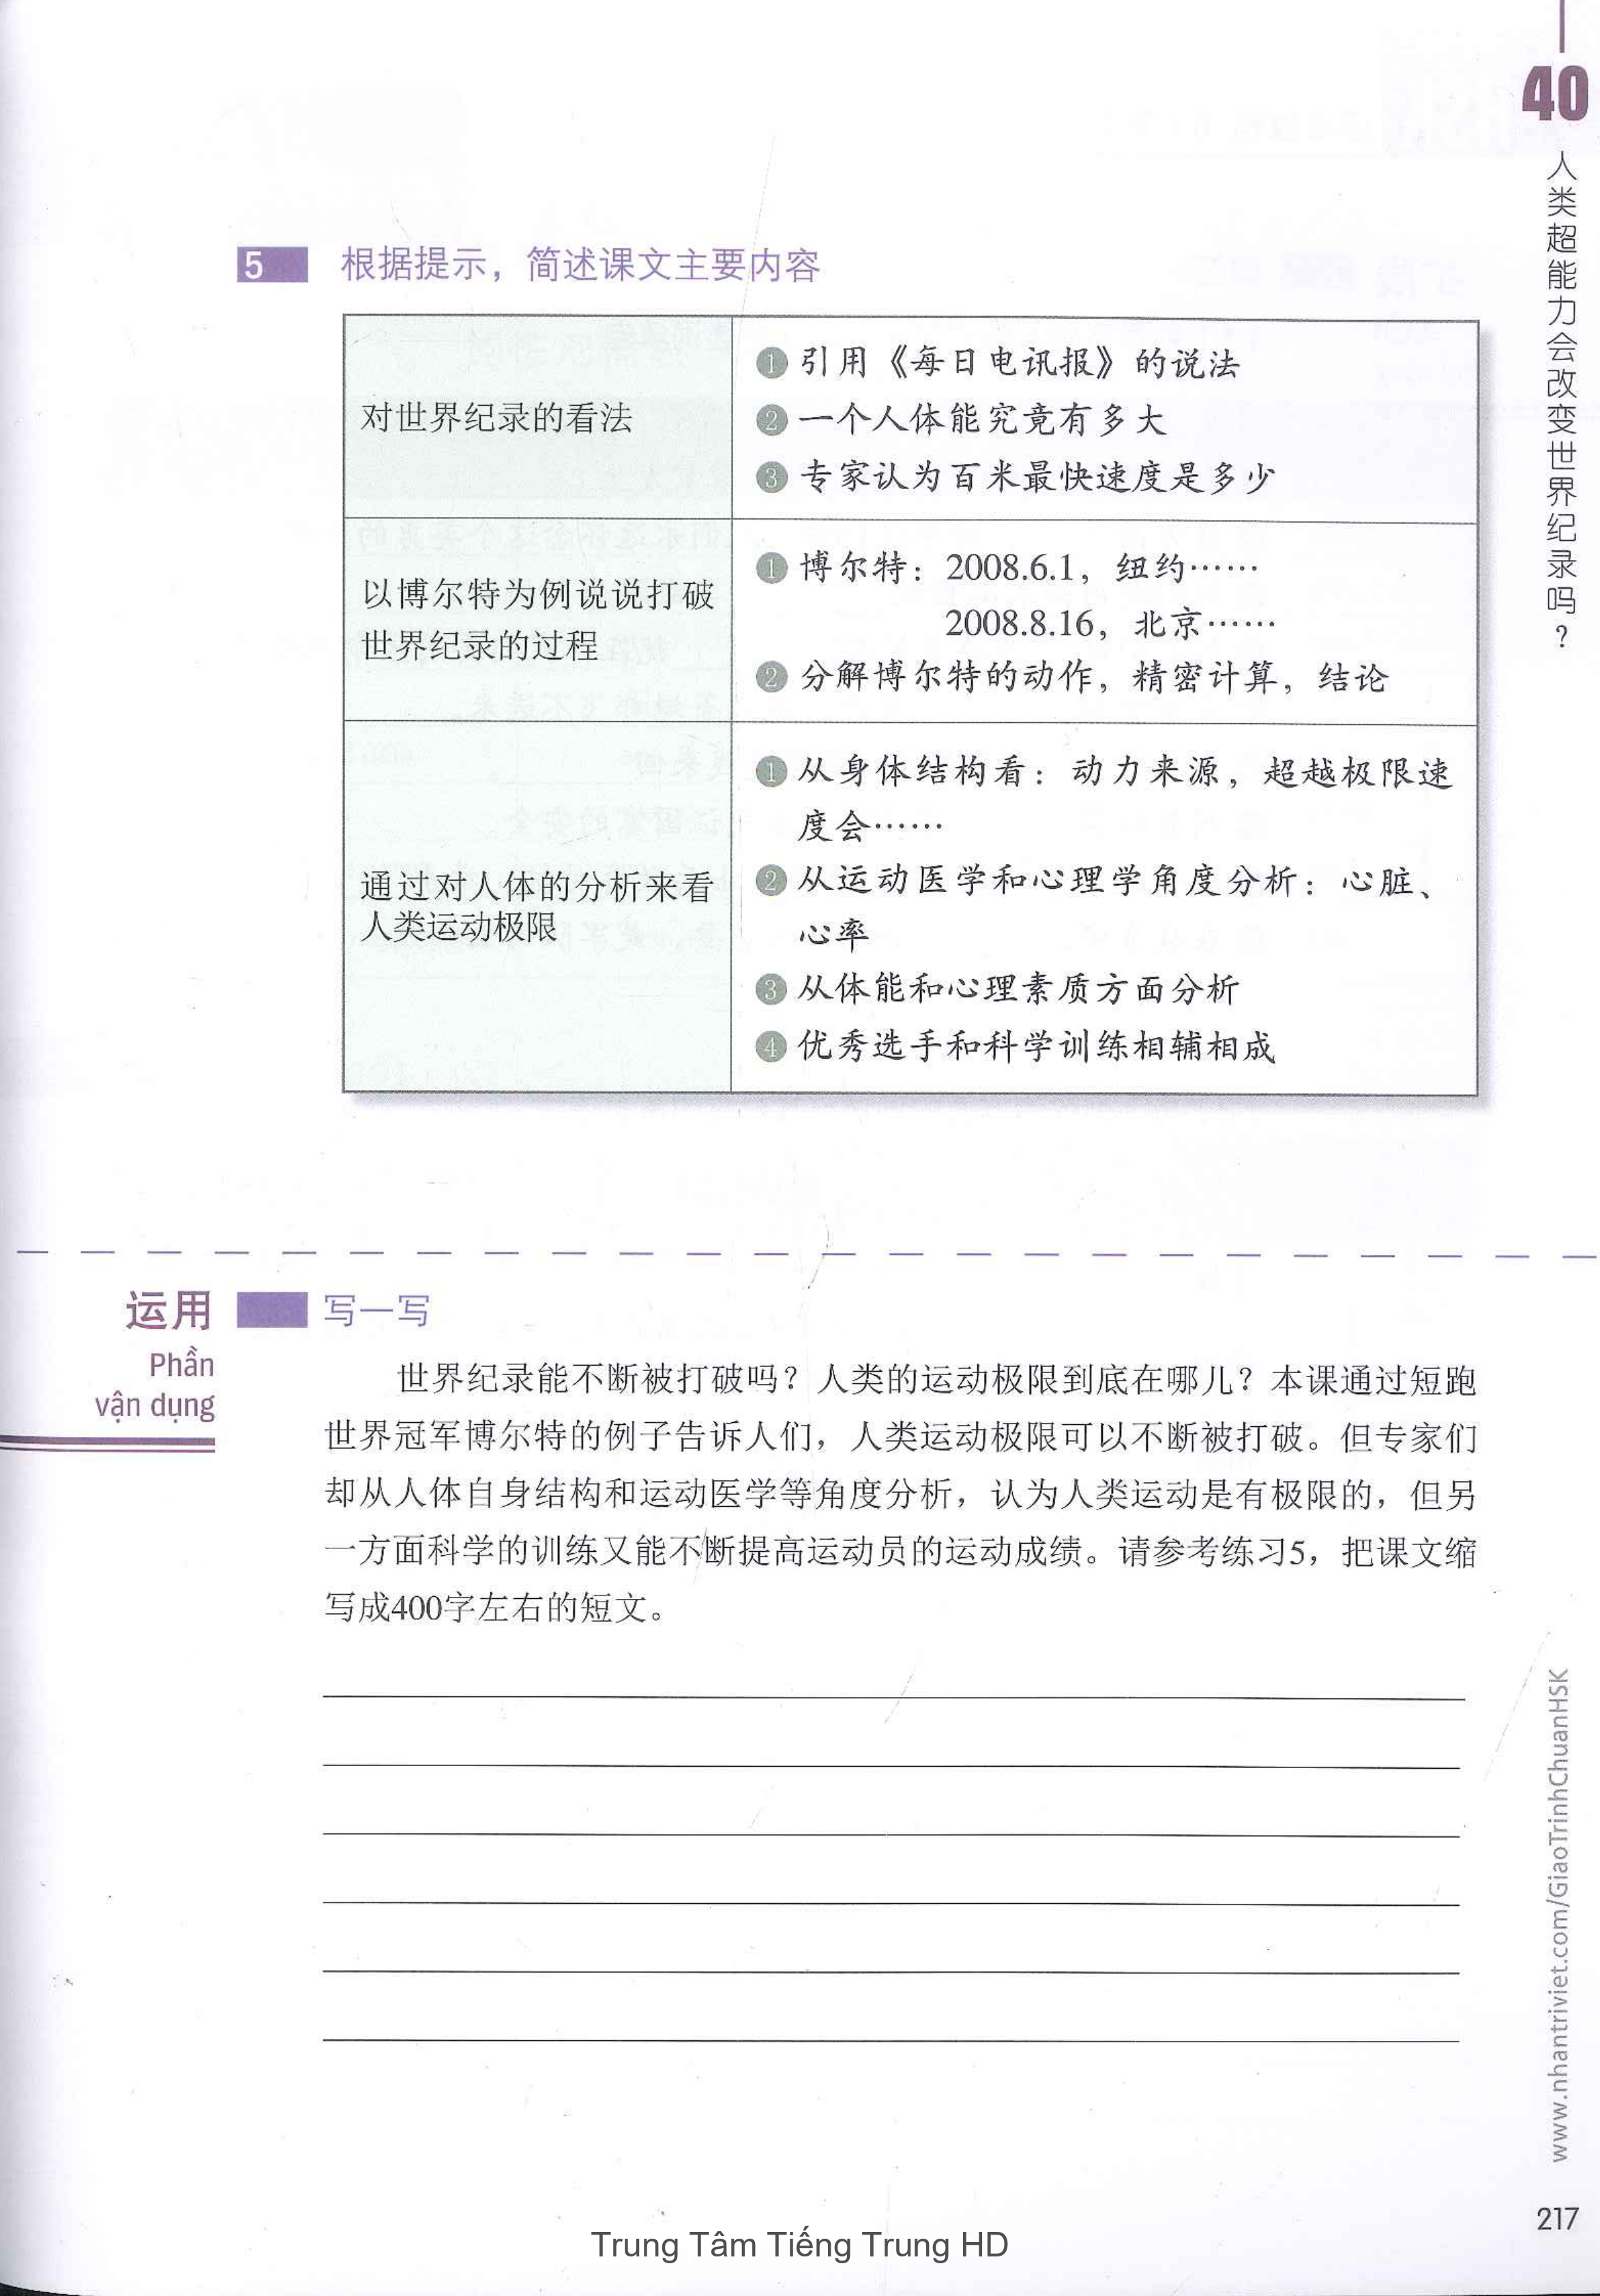 40
人类超能力会改变世界纪录吗?
5 根据提示，简述课文主要内容
对世界纪录的看法
1 引用《每日电讯报》的说法
2 一个人体能究竟有多大
3 专家认为百米最快速度是多少
以博尔特为例说说打破
世界纪录的过程
1 博尔特：2008.6.1，纽约……
2008.8.16，北京……
2 分解博尔特的动作，精密计算，结论
通过对人体的分析来看
人类运动极限
1 从身体结构看：动力来源，超越极限速
度会……
2 从运动医学和心理学角度分析：心脏、
心率
3 从体能和心理素质方面分析
4 优秀选手和科学训练相辅相成
运用
Phần
vận dụng
写一写
世界纪录能不断被打破吗？人类的运动极限到底在哪儿？本课通过短跑
世界冠军博尔特的例子告诉人们，人类运动极限可以不断被打破。但专家们
却从人体自身结构和运动医学等角度分析，认为人类运动是有极限的，但另
一方面科学的训练又能不断提高运动员的运动成绩。请参考练习5，把课文缩
写成400字左右的短文。
www.nhantriviet.com/GiaoTrinhChuanHSK
217
Trung Tâm Tiếng Trung HD